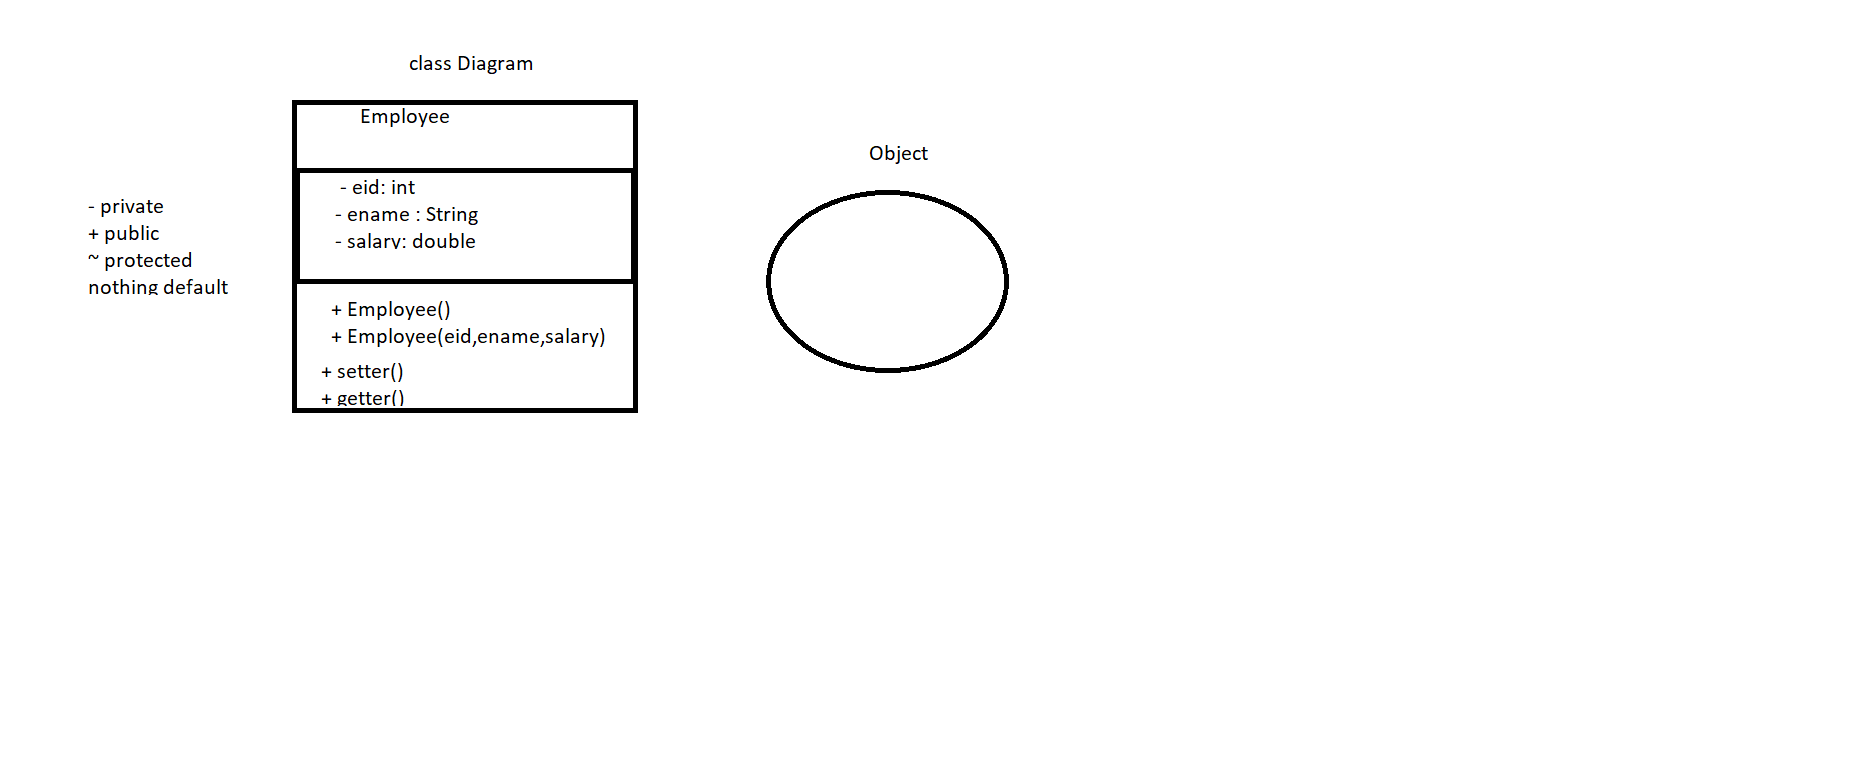 class Diagram
Employee
- eid: int
- ename : String
- salary: double
+ Employee()
+ Employee(eid,ename,salary)
+ setter()
+ getter()
- private
+ public
~ protected
nothing default
Object